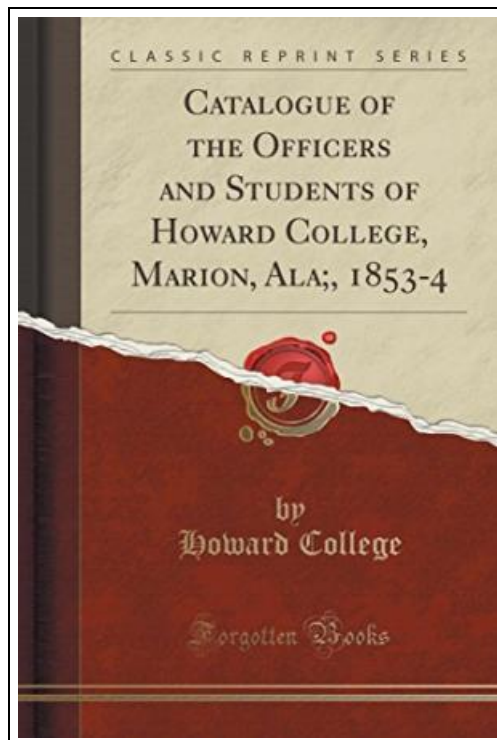 CLASSIC REPRINT SERIES
CATALOGUE OF
THE OFFICERS
AND STUDENTS OF
HOWARD COLLEGE,
MARION, ALA;, 1853-4
by
Howard College
Forgotten Books